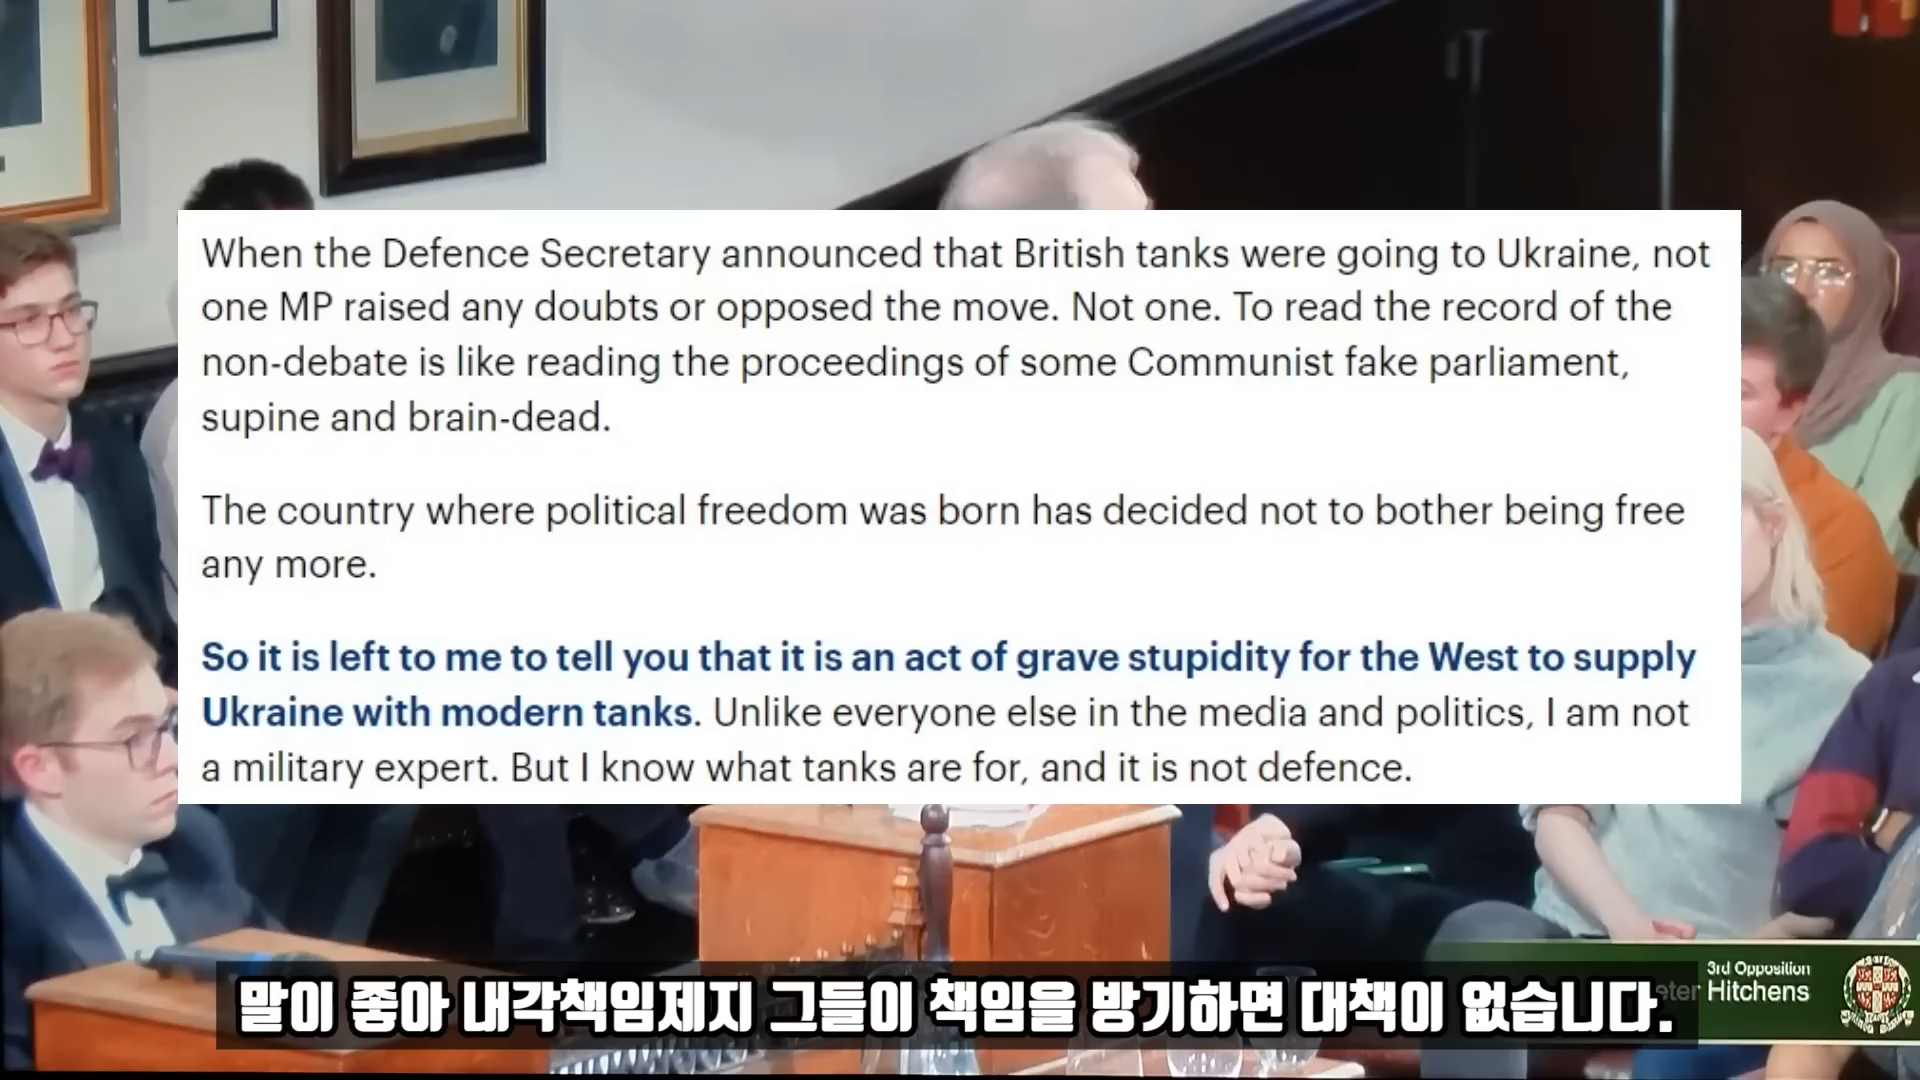 When the Defence Secretary announced that British tanks were going to Ukraine, not
one MP raised any doubts or opposed the move. Not one. To read the record of the
non-debate is like reading the proceedings of some Communist fake parliament,
supine and brain-dead.
The country where political freedom was born has decided not to bother being free
any more.
So it is left to me to tell you that it is an act of grave stupidity for the West to supply
Ukraine with modern tanks. Unlike everyone else in the media and politics, I am not
a military expert. But I know what tanks are for, and it is not defence.
3rd Opposition
eter Hitchens
말이 좋아 내각책임제지 그들이 책임을 방기하면 대책이 없습니다.